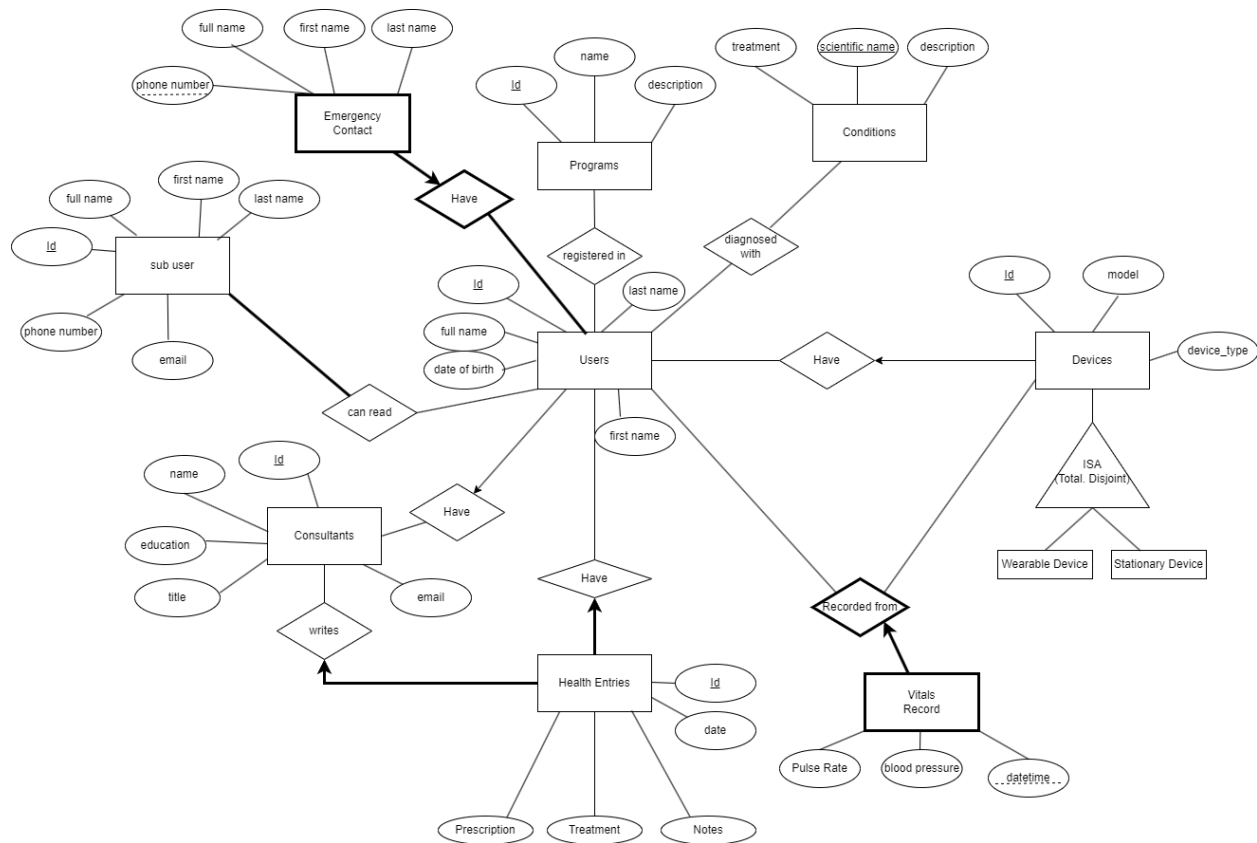 full name
first name
last name
phone number
Emergency
Contact
name
Id
description
Programs
treatment
scientific name
description
Conditions
full name
first name
last name
Id
sub user
phone number
email
Have
registered in
diagnosed
with
Id
last name
full name
date of birth
Users
first name
Have
Id
model
device_type
Devices
can read
ISA
(Total. Disjoint)
Wearable Device
Stationary Device
name
Id
education
Consultants
title
email
Have
writes
Have
Recorded from
Health Entries
Id
date
Prescription
Treatment
Notes
Vitals
Record
Pulse Rate
blood pressure
datetime